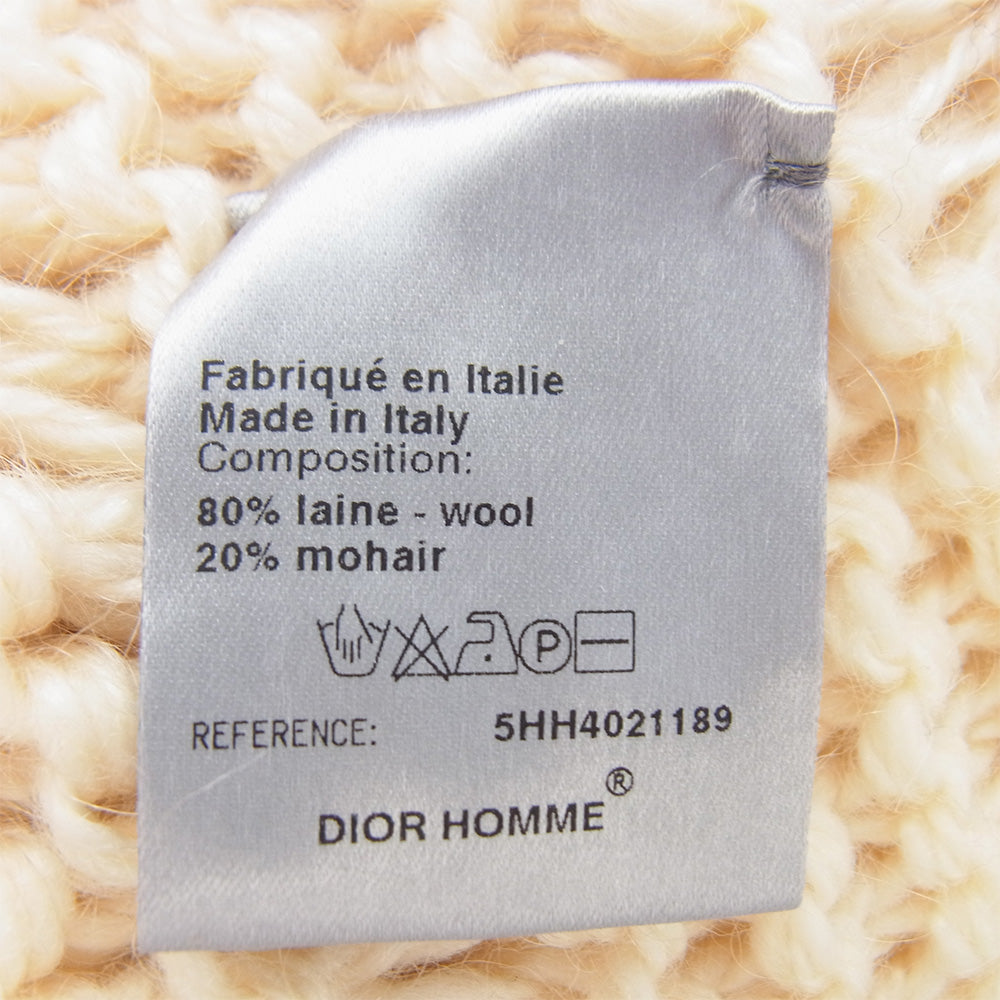 Fabriqué en Italie
Made in Italy
Composition:
80% laine - wool
20% mohair
P
REFERENCE: 5HH4021189
DIOR HOMME®